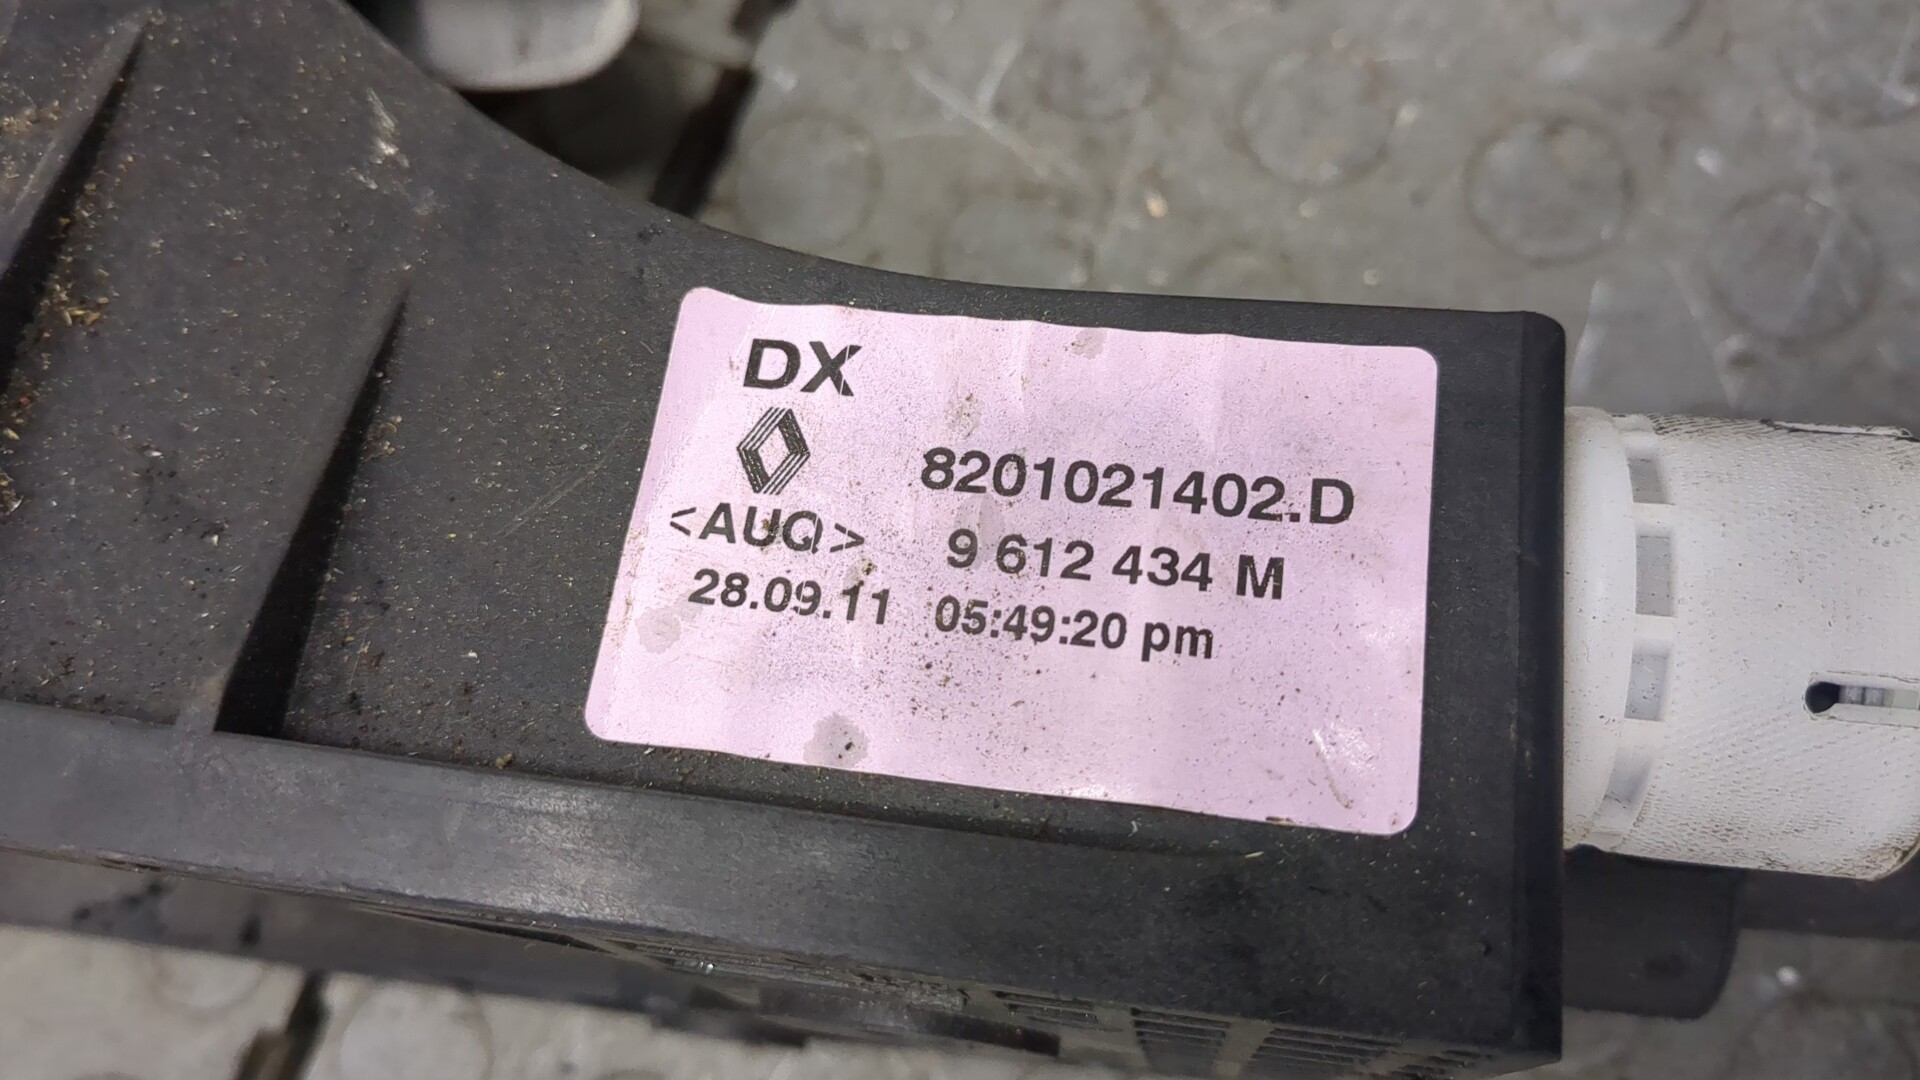 DX
8201021402.D
<AUQ> 9 612 434 M
28.09.11 05:49:20 pm